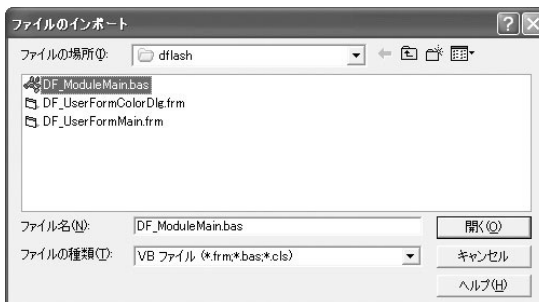 ファイルのインポート
ファイルの場所(I): dflash
DF_ModuleMain.bas
DF_UserFormColorDlg.frm
DF_UserFormMain.frm
ファイル名(N): DF_ModuleMain.bas 開く(O)
ファイルの種類(T): VB ファイル (*.frm;*.bas;*.cls) キャンセル
ヘルプ(H)